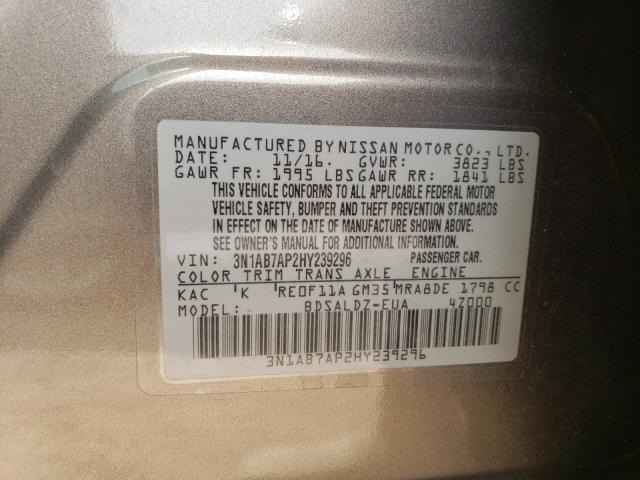 MANUFACTURED BY NISSAN MOTOR CO., LTD.
DATE: 11/16. GVWR: 3823 LBS
GAWR FR: 1995 LBS GAWR RR: 1841 LBS
THIS VEHICLE CONFORMS TO ALL APPLICABLE FEDERAL MOTOR
VEHICLE SAFETY, BUMPER AND THEFT PREVENTION STANDARDS
IN EFFECT ON THE DATE OF MANUFACTURE SHOWN ABOVE.
SEE OWNER'S MANUAL FOR ADDITIONAL INFORMATION
VIN: 3N1AB7AP2HY239296 PASSENGER CAR.
COLOR TRIM TRANS AXLE ENGINE
KAC K RE0F11A GM35 MRA8DE 1798 CC
MODEL: BDSALDZ-EUA 4Z000
3N1AB7AP2HY239296